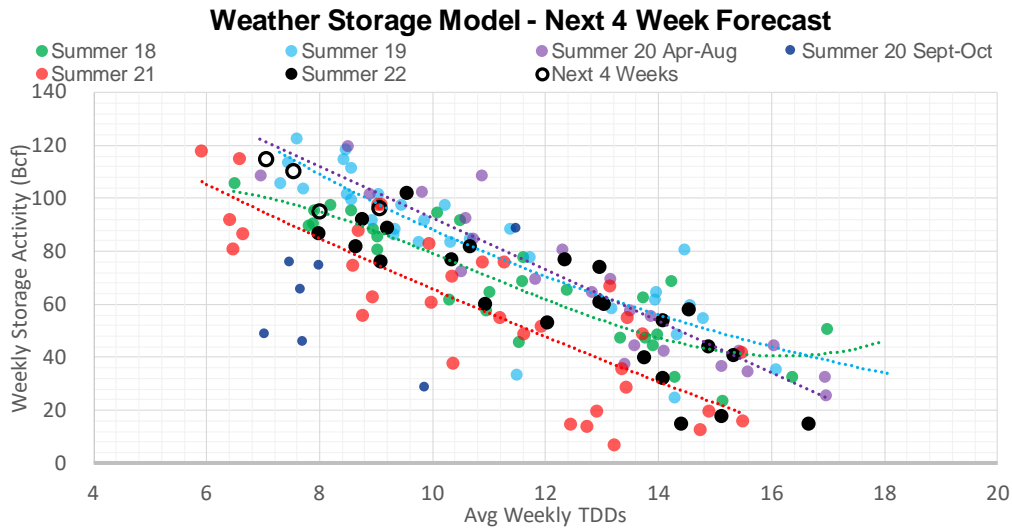 Weather Storage Model - Next 4 Week Forecast
Summer 18 Summer 19 Summer 20 Apr-Aug Summer 20 Sept-Oct
Summer 21 Summer 22 Next 4 Weeks
140
120
100
80
60
40
20
0
Weekly Storage Activity (Bcf)
4 6 8 10 12 14 16 18 20
Avg Weekly TDDs